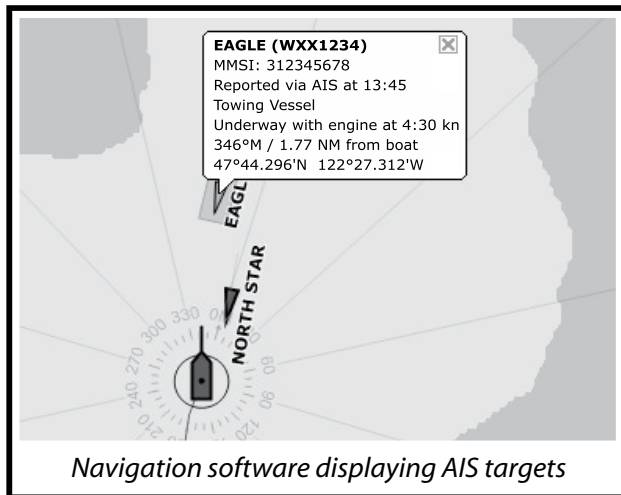 EAGLE (WXX1234)
MMSI: 312345678
Reported via AIS at 13:45
Towing Vessel
Underway with engine at 4:30 kn
346°M / 1.77 NM from boat
47°44.296'N 122°27.312'W
EAGL
NORTH STAR
330
300
270
240
210
60
90
120
Navigation software displaying AIS targets